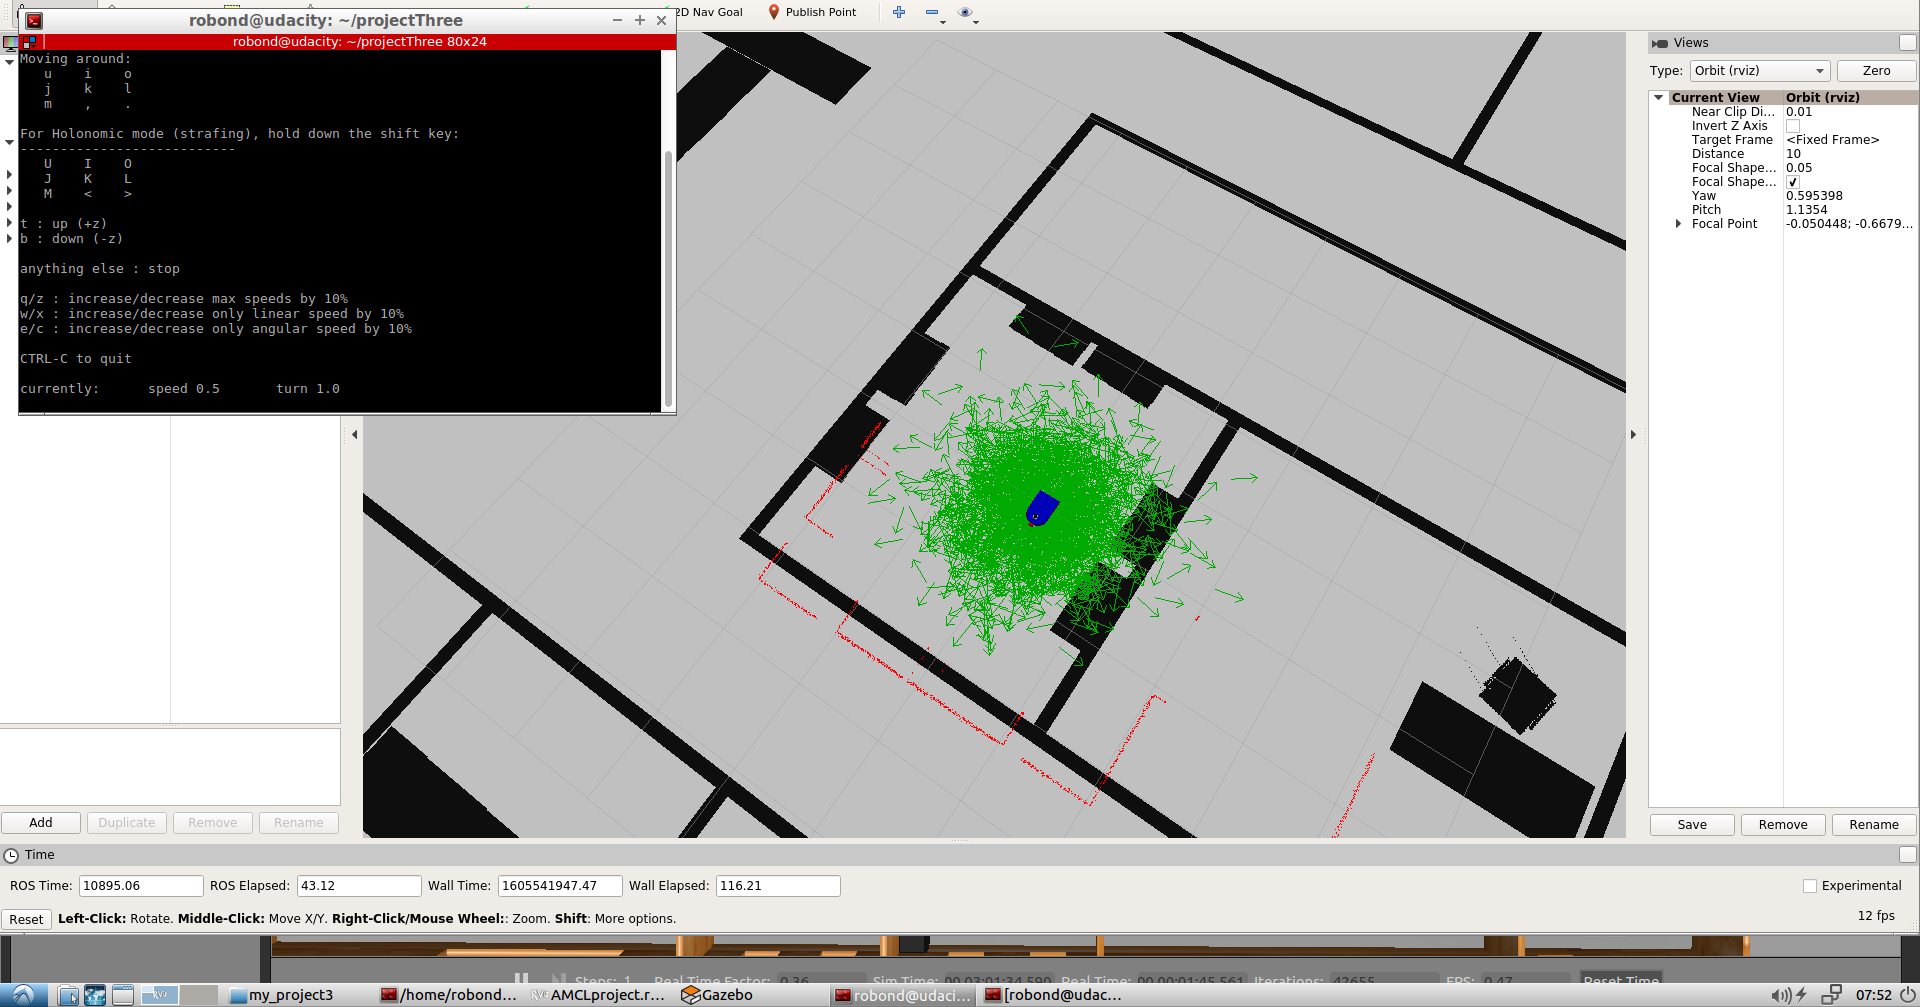 robond@udacity: ~/projectThree
2D Nav Goal
Publish Point
robond@udacity: ~/projectThree 80x24
Moving around:
u i o
j k l
m , .
For Holonomic mode (strafing), hold down the shift key:
---------------------------
U I O
J K L
M < >
t : up (+z)
b : down (-z)
anything else : stop
q/z : increase/decrease max speeds by 10%
w/x : increase/decrease only linear speed by 10%
e/c : increase/decrease only angular speed by 10%
CTRL-C to quit
currently: speed 0.5 turn 1.0
Views
Type: Orbit (rviz) Zero
Current View Orbit (rviz)
Near Clip Di... 0.01
Invert Z Axis
Target Frame <Fixed Frame>
Distance 10
Focal Shape... 0.05
Focal Shape... ✔
Yaw 0.595398
Pitch 1.1354
Focal Point -0.050448; -0.6679...
Add Duplicate Remove Rename
Save Remove Rename
Time
ROS Time: 10895.06 ROS Elapsed: 43.12 Wall Time: 1605541947.47 Wall Elapsed: 116.21 Experimental
Reset Left-Click: Rotate. Middle-Click: Move X/Y. Right-Click/Mouse Wheel:: Zoom. Shift: More options. 12 fps
Steps: 1 Real Time Factor: 0.36 Sim Time: 00 03:01:34.590 Real Time: 00 00:01:45.561 Iterations: 42655 FPS: 0.47 Reset Time
my_project3 /home/robond... AMCLproject.r... Gazebo robond@udaci... [robond@udac... 07:52